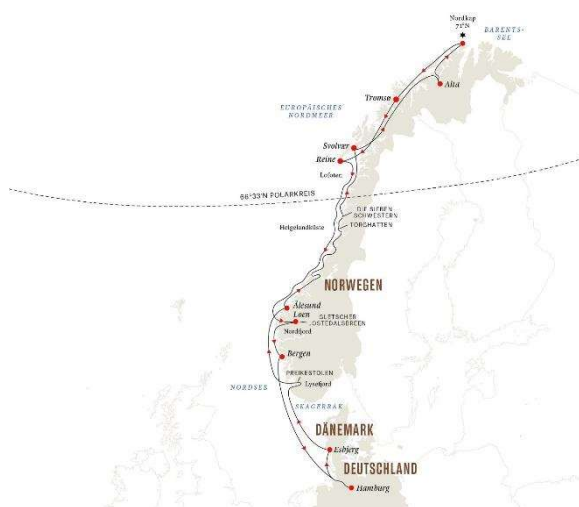 Nordkap
71°N
BARENTS-
SEE
Alta
Tromsø
EUROPÄISCHES
NORDMEER
Svolvær
Reine
Lofoten
66°33'N POLARKREIS
DIE SIEBEN
SCHWESTERN
TORGHATTEN
Helgelandküste
NORWEGEN
Ålesund
Loen
GLETSCHER
JOSTEDALSBREEN
Nordfjord
Bergen
PREIKESTOLEN
Lysefjord
NORDSEE
SKAGERRAK
DÄNEMARK
Esbjerg
DEUTSCHLAND
Hamburg